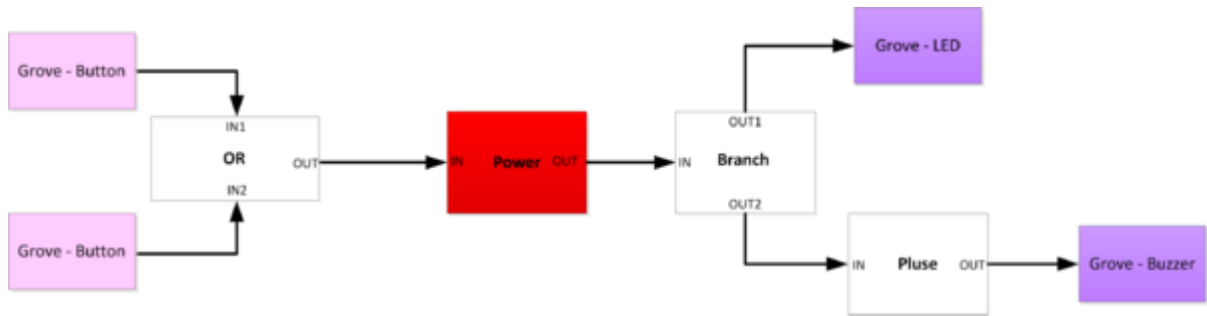 Grove - Button
IN1
OR
OUT
IN2
Grove - Button
IN
Power
OUT
OUT1
IN
Branch
OUT2
Grove - LED
IN
Pluse
OUT
Grove - Buzzer